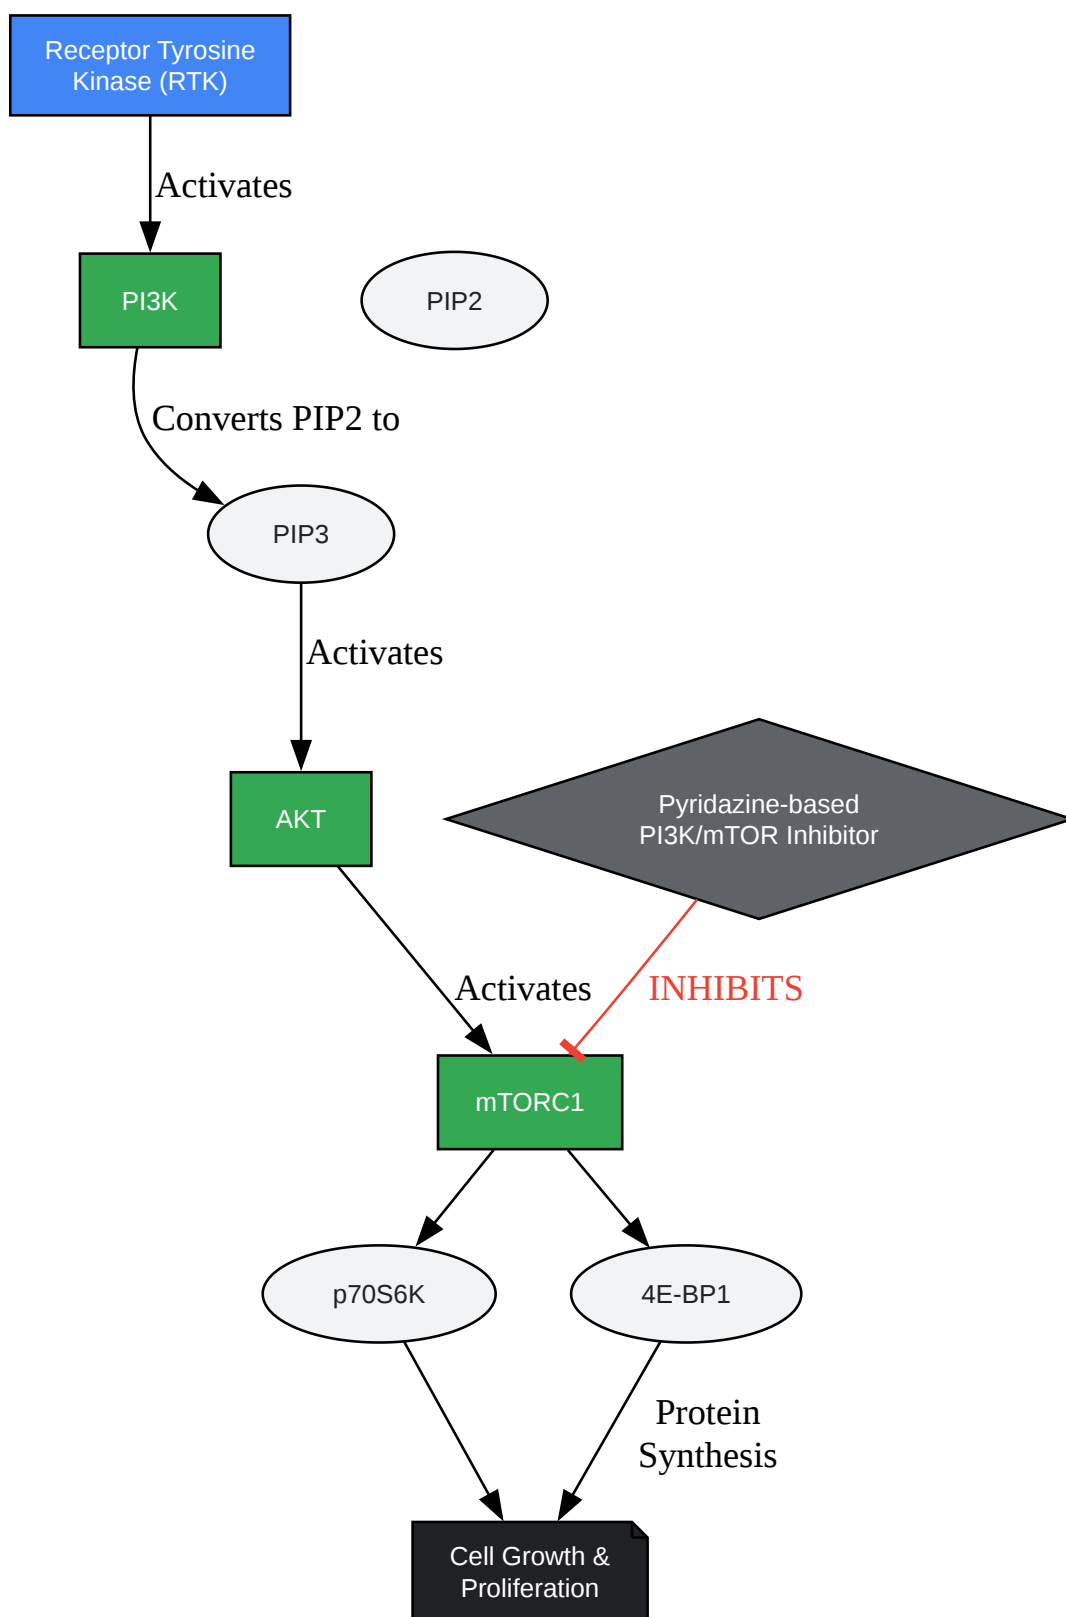 Receptor Tyrosine
Kinase (RTK)
Activates
PI3K
PIP2
Converts PIP2 to
PIP3
Activates
AKT
Pyridazine-based
PI3K/mTOR Inhibitor
Activates
INHIBITS
mTORC1
p70S6K
4E-BP1
Protein
Synthesis
Cell Growth &
Proliferation